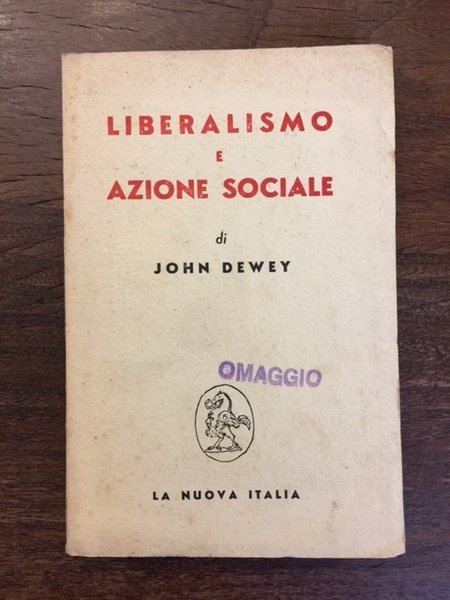 LIBERALISMO
E
AZIONE SOCIALE
di
JOHN DEWEY
OMAGGIO
LA NUOVA ITALIA